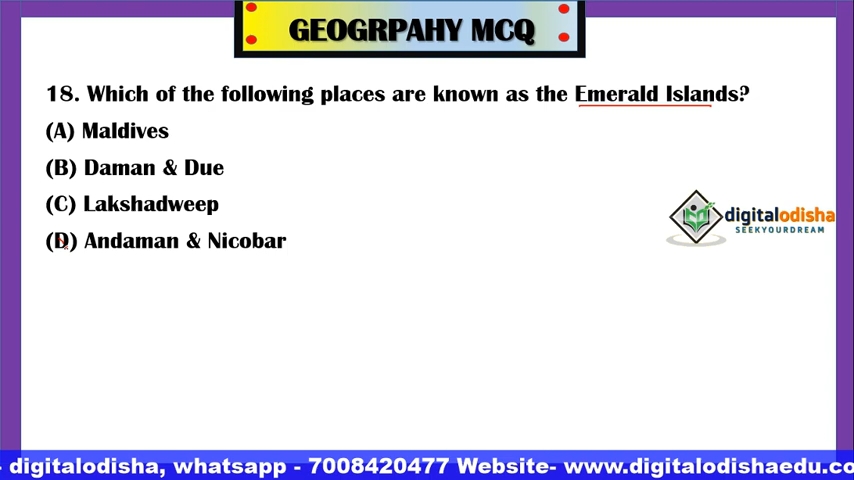 GEOGRPAHY MCQ
18. Which of the following places are known as the Emerald Islands?
(A) Maldives
(B) Daman & Due
(C) Lakshadweep
(D) Andaman & Nicobar
digitalodisha
SEEKYOURDREAM
- digitalodisha, whatsapp - 7008420477 Website- www.digitalodishaedu.co